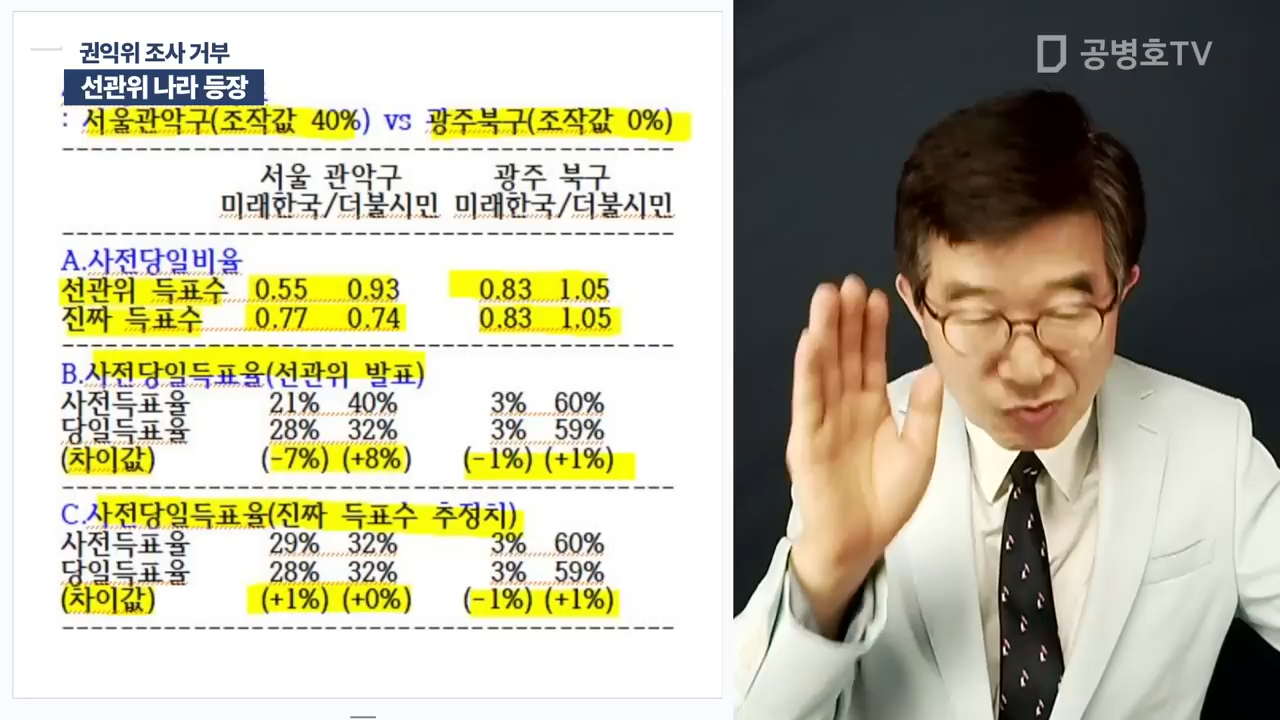 권익위 조사 거부
선관위 나라 등장
공병호TV
: 서울관악구(조작값 40%) vs 광주북구(조작값 0%)
서울 관악구 광주 북구
미래한국/더불시민 미래한국/더불시민
A.사전당일비율
선관위 득표수 0.55 0.93 0.83 1.05
진짜 득표수 0.77 0.74 0.83 1.05
B.사전당일득표율(선관위 발표)
사전득표율 21% 40% 3% 60%
당일득표율 28% 32% 3% 59%
(차이값) (-7%) (+8%) (-1%) (+1%)
C.사전당일득표율(진짜 득표수 추정치)
사전득표율 29% 32% 3% 60%
당일득표율 28% 32% 3% 59%
(차이값) (+1%) (+0%) (-1%) (+1%)